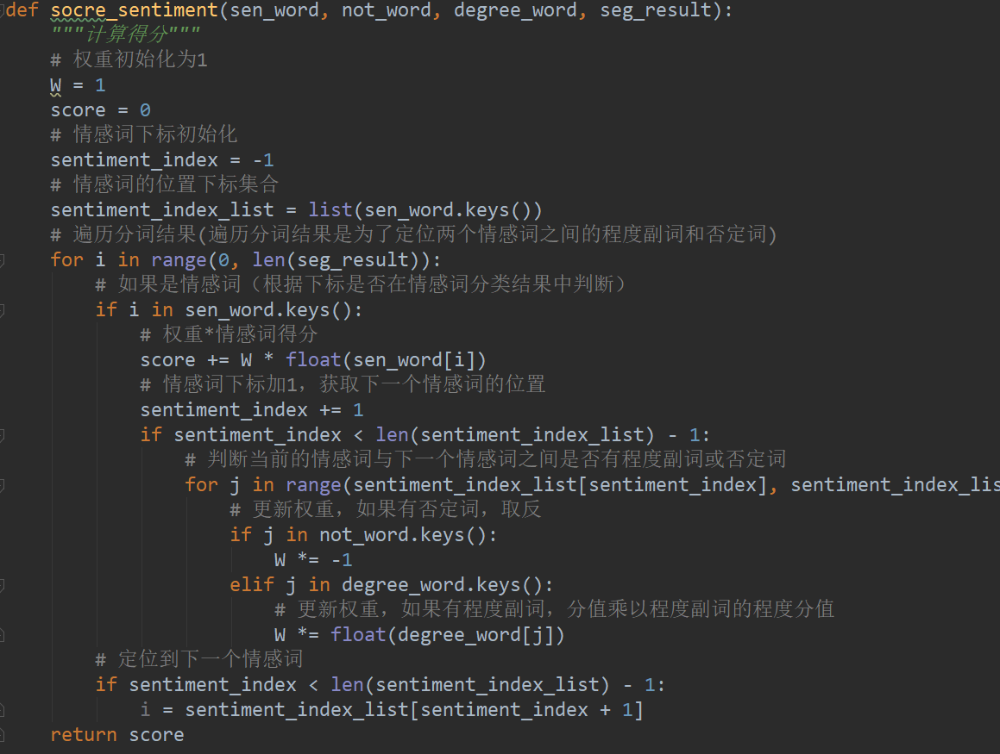 def socre_sentiment(sen_word, not_word, degree_word, seg_result):
    """计算得分"""
    # 权重初始化为1
    W = 1
    score = 0
    # 情感词下标初始化
    sentiment_index = -1
    # 情感词的位置下标集合
    sentiment_index_list = list(sen_word.keys())
    # 遍历分词结果(遍历分词结果是为了定位两个情感词之间的程度副词和否定词)
    for i in range(0, len(seg_result)):
        # 如果是情感词（根据下标是否在情感词分类结果中判断）
        if i in sen_word.keys():
            # 权重*情感词得分
            score += W * float(sen_word[i])
            # 情感词下标加1，获取下一个情感词的位置
            sentiment_index += 1
            if sentiment_index < len(sentiment_index_list) - 1:
                # 判断当前的情感词与下一个情感词之间是否有程度副词或否定词
                for j in range(sentiment_index_list[sentiment_index], sentiment_index_lis
                    # 更新权重，如果有否定词，取反
                    if j in not_word.keys():
                        W *= -1
                    elif j in degree_word.keys():
                        # 更新权重，如果有程度副词，分值乘以程度副词的程度分值
                        W *= float(degree_word[j])
        # 定位到下一个情感词
        if sentiment_index < len(sentiment_index_list) - 1:
            i = sentiment_index_list[sentiment_index + 1]
    return score